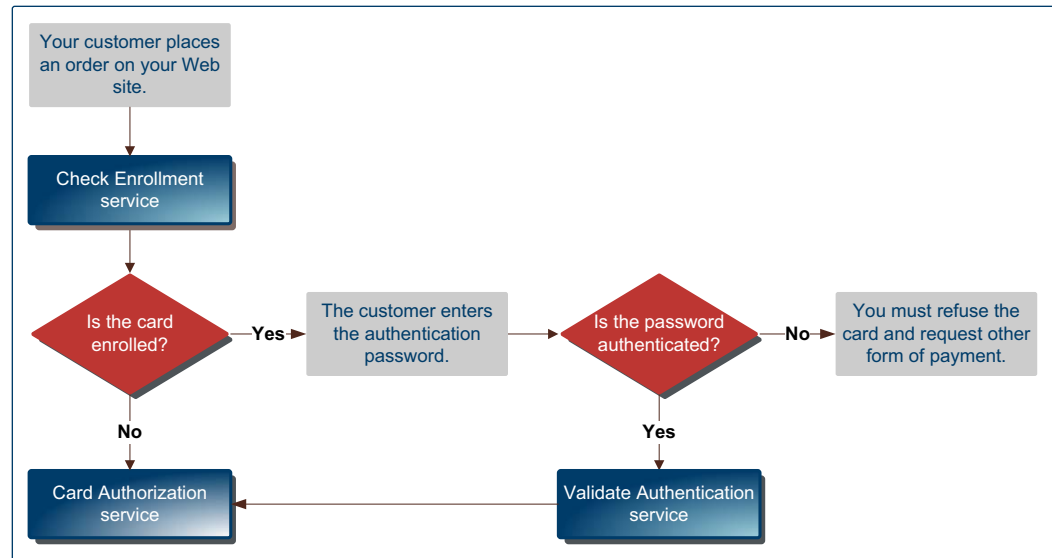 Your customer places
an order on your Web
site.
Check Enrollment
service
Is the card
enrolled?
Yes
The customer enters
the authentication
password.
Is the password
authenticated?
No
You must refuse the
card and request other
form of payment.
No
Yes
Card Authorization
service
Validate Authentication
service